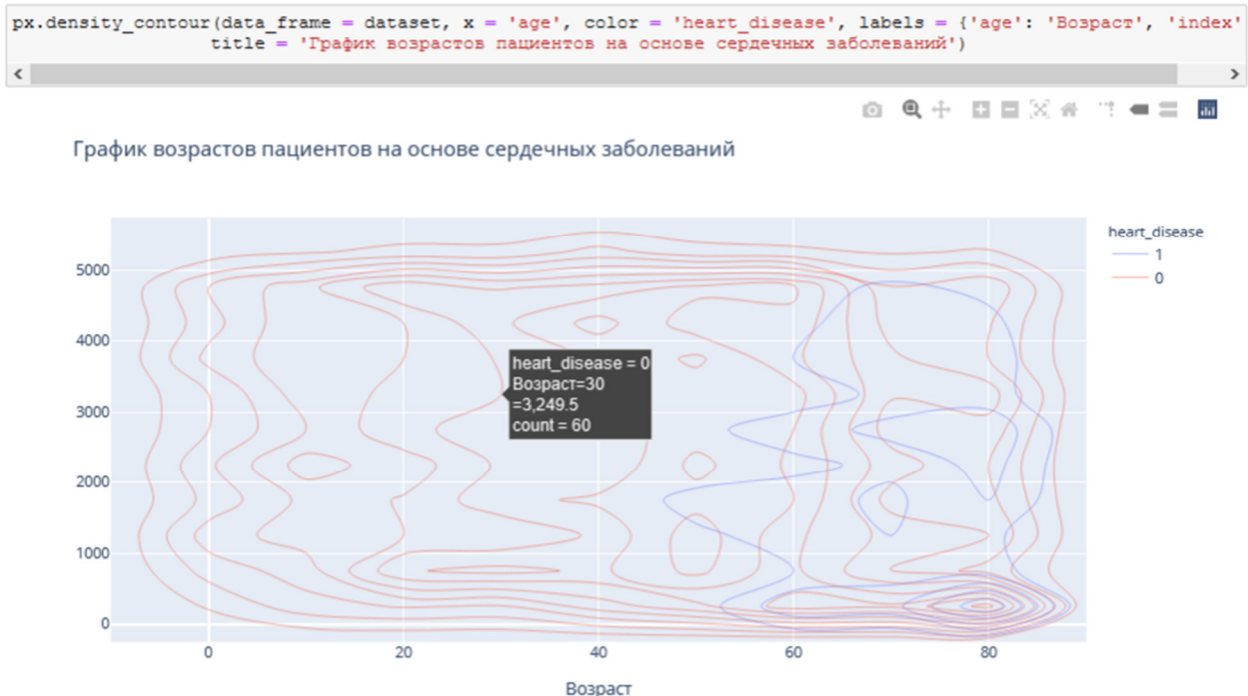 px.density_contour(data_frame = dataset, x = 'age', color = 'heart_disease', labels = {'age': 'Возраст', 'index'
title = 'График возрастов пациентов на основе сердечных заболеваний')
График возрастов пациентов на основе сердечных заболеваний
heart_disease
1
0
5000
4000
3000
2000
1000
0
heart_disease = 0
Возраст=30
=3,249.5
count = 60
0 20 40 60 80
Возраст